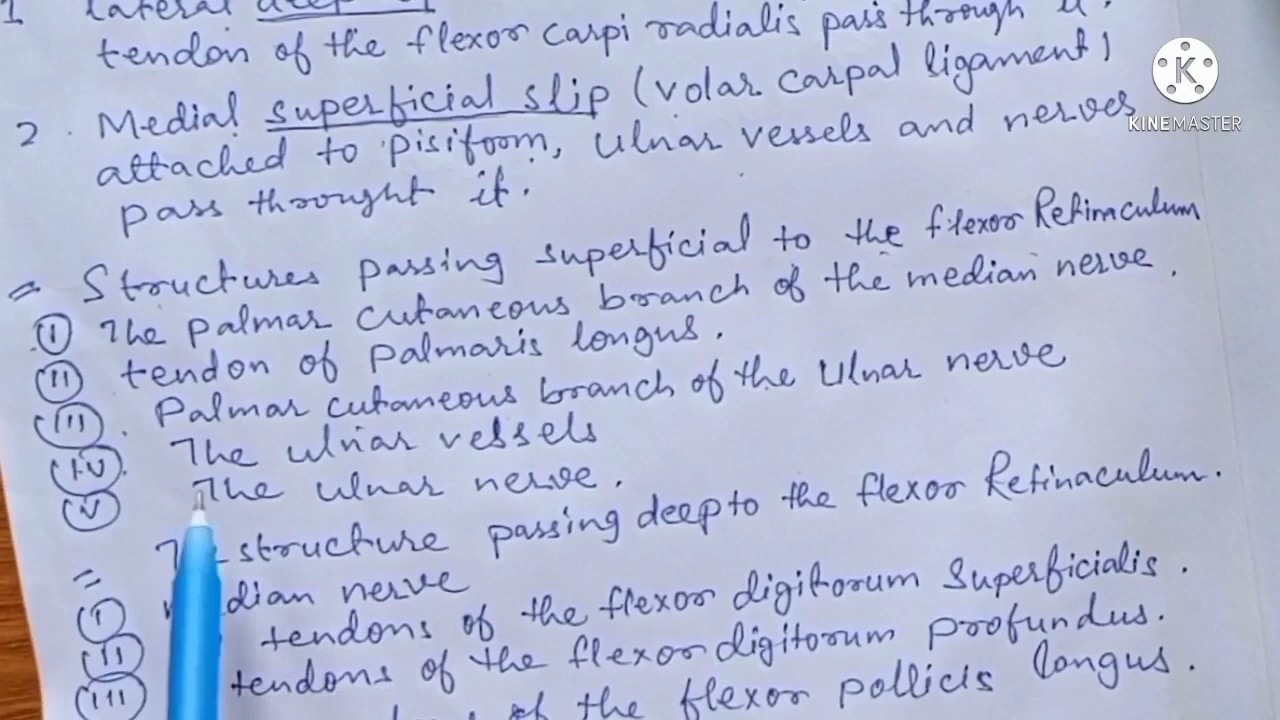 1 lateral deep
tendon of the flexor carpi radialis pass through it.
2. Medial superficial slip (volar carpal ligament)
attached to pisiform, ulnar vessels and nerves
pass throught it.
= Structures passing superficial to the flexor Retinaculum
(I) The palmar cutaneous branch of the median nerve.
(II) tendon of palmaris longus.
(III). Palmar cutaneous branch of the ulnar nerve
(IV). The ulnar vessels
(V) The ulnar nerve.
= structure passing deep to the flexor Retinaculum.
(I) median nerve
(II) tendons of the flexor digitorum superficialis.
(III) tendons of the flexor digitorum profundus.
of the flexor pollicis longus.
K
KINEMASTER